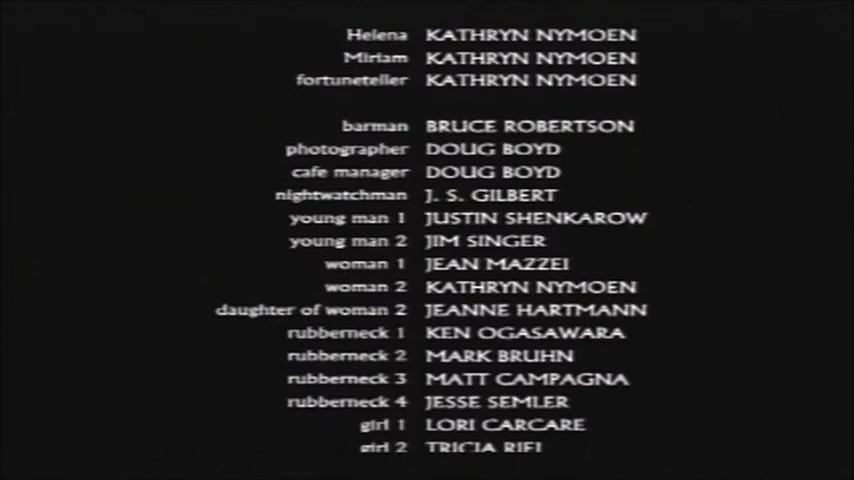 Helena KATHRYN NYMOEN
Miriam KATHRYN NYMOEN
fortuneteller KATHRYN NYMOEN
barman BRUCE ROBERTSON
photographer DOUG BOYD
cafe manager DOUG BOYD
nightwatchman J. S. GILBERT
young man 1 JUSTIN SHENKAROW
young man 2 JIM SINGER
woman 1 JEAN MAZZEI
woman 2 KATHRYN NYMOEN
daughter of woman 2 JEANNE HARTMANN
rubberneck 1 KEN OGASAWARA
rubberneck 2 MARK BRUHN
rubberneck 3 MATT CAMPAGNA
rubberneck 4 JESSE SEMLER
girl 1 LORI CARCARE
girl 2 TRICIA